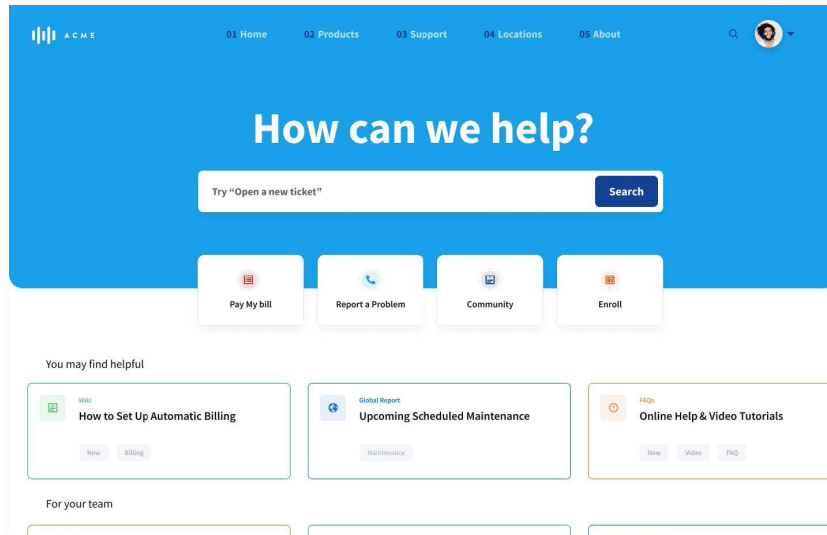 ACME
01 Home 02 Products 03 Support 04 Locations 05 About
How can we help?
Try “Open a new ticket” Search
Pay My bill Report a Problem Community Enroll
You may find helpful
Wiki
How to Set Up Automatic Billing
New Billing
Global Report
Upcoming Scheduled Maintenance
Maintenance
FAQs
Online Help & Video Tutorials
New Video FAQ
For your team